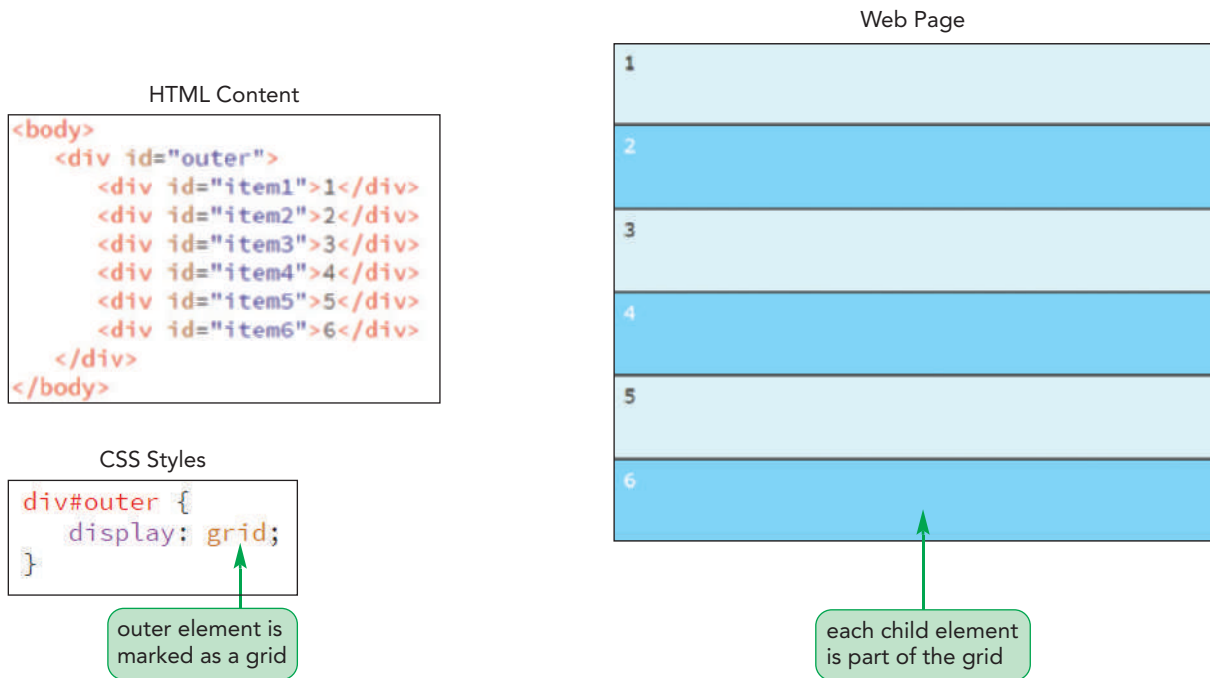 HTML Content
<body>
<div id="outer">
<div id="item1">1</div>
<div id="item2">2</div>
<div id="item3">3</div>
<div id="item4">4</div>
<div id="item5">5</div>
<div id="item6">6</div>
</div>
</body>
CSS Styles
div#outer {
display: grid;
}
outer element is
marked as a grid
Web Page
1
2
3
4
5
6
each child element
is part of the grid